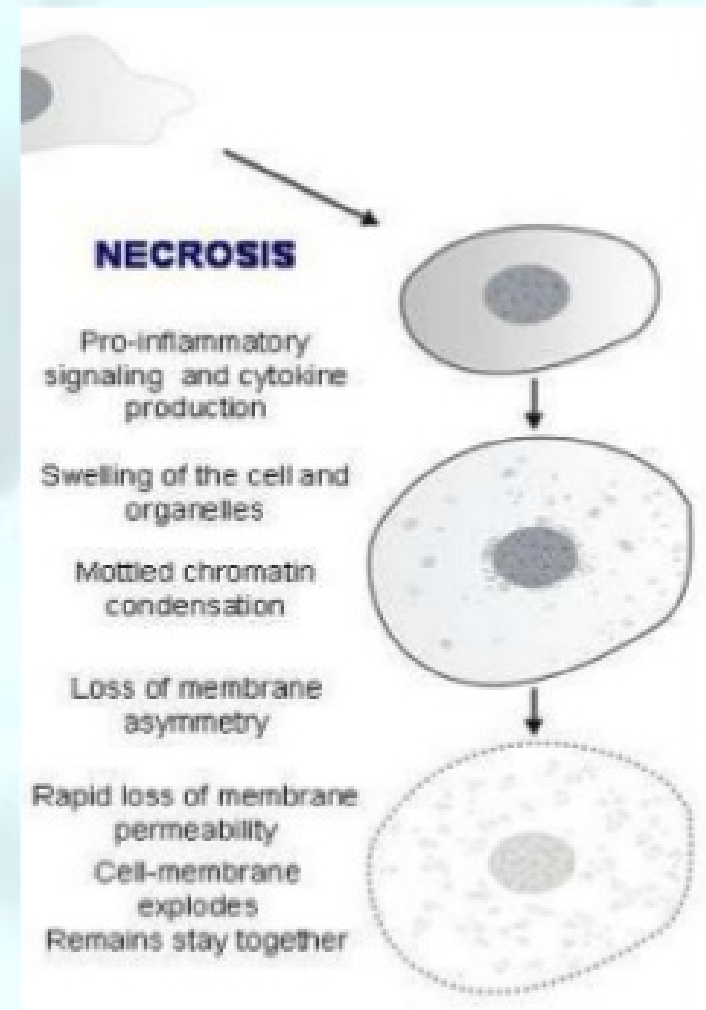 NECROSIS
Pro-inflammatory
signaling and cytokine
production
Swelling of the cell and
organelles
Mottled chromatin
condensation
Loss of membrane
asymmetry
Rapid loss of membrane
permeability
Cell-membrane
explodes
Remains stay together